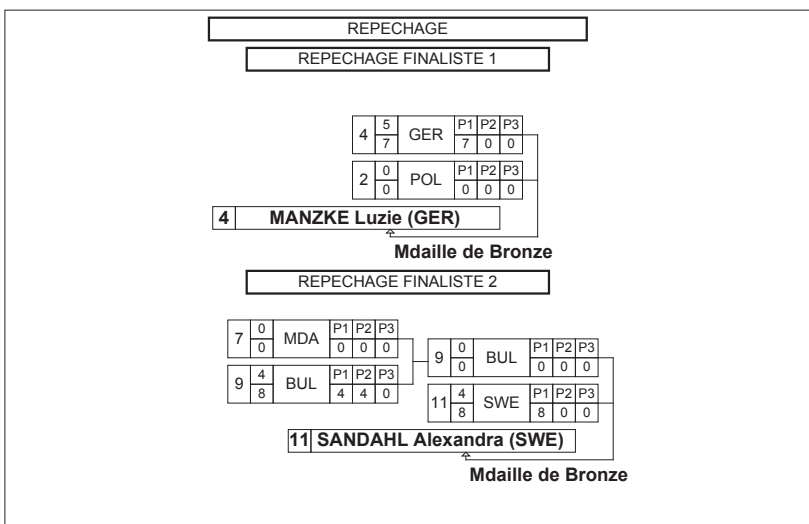 REPECHAGE
REPECHAGE FINALISTE 1
4 5 GER P1 P2 P3
7 7 0 0
2 0 POL P1 P2 P3
0 0 0 0
4 MANZKE Luzie (GER)
Mdaille de Bronze
REPECHAGE FINALISTE 2
7 0 MDA P1 P2 P3
0 0 0 0
9 4 BUL P1 P2 P3
8 4 4 0
9 0 BUL P1 P2 P3
0 0 0 0
11 4 SWE P1 P2 P3
8 8 0 0
11 SANDAHL Alexandra (SWE)
Mdaille de Bronze